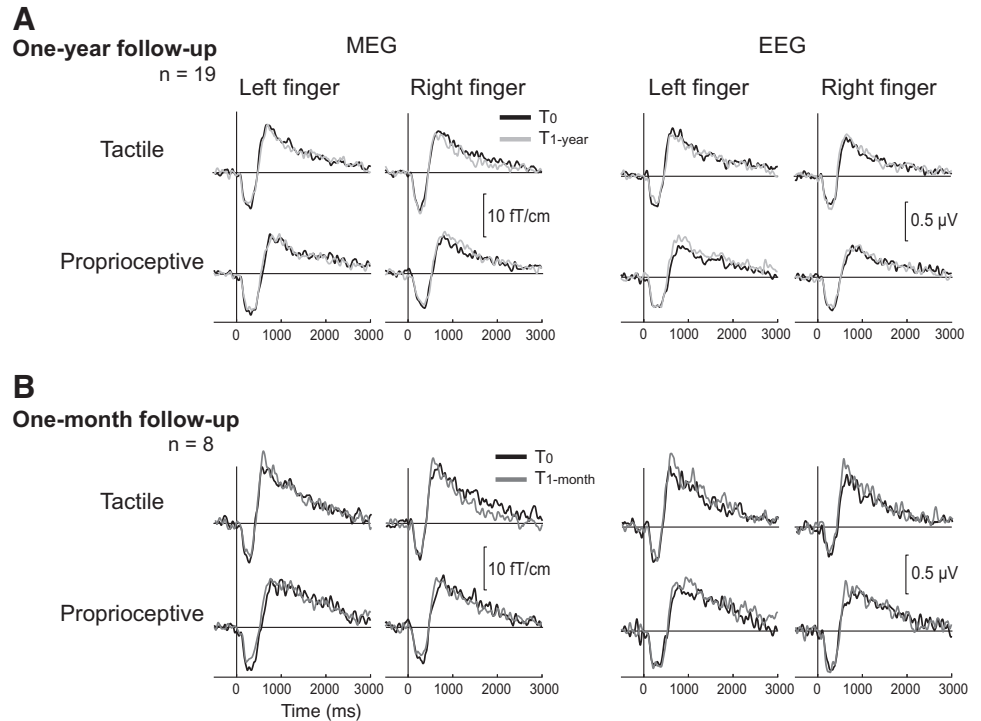 A
One-year follow-up
n = 19
MEG
EEG
Left finger
Right finger
Left finger
Right finger
T0
T1-year
Tactile
10 fT/cm
0.5 µV
Proprioceptive
0 1000 2000 3000
0 1000 2000 3000
0 1000 2000 3000
0 1000 2000 3000
B
One-month follow-up
n = 8
T0
T1-month
Tactile
10 fT/cm
0.5 µV
Proprioceptive
0 1000 2000 3000
0 1000 2000 3000
0 1000 2000 3000
0 1000 2000 3000
Time (ms)